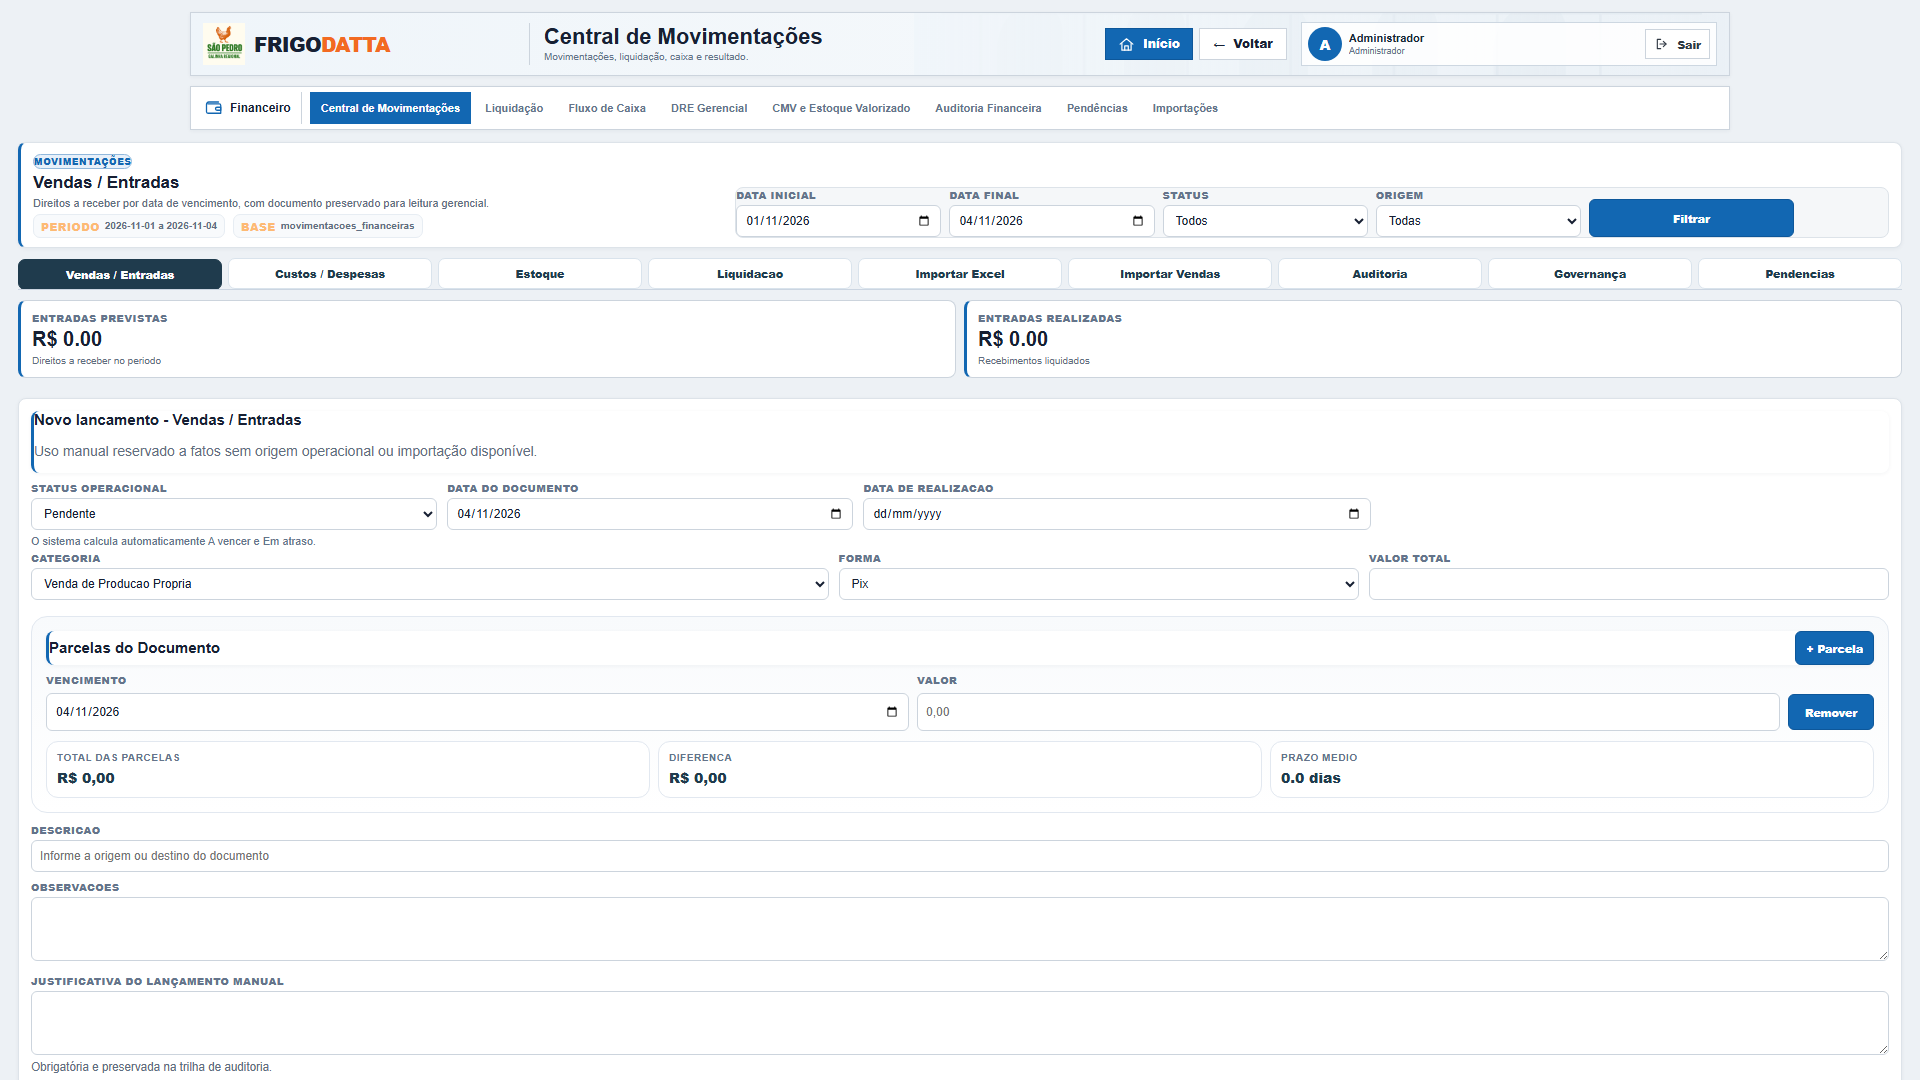 SÃO PEDRO
GALINHA REGIONAL
FRIGODATTA
Central de Movimentações
Movimentações, liquidação, caixa e resultado.
Início
← Voltar
A
Administrador
Administrador
Sair
Financeiro
Central de Movimentações
Liquidação
Fluxo de Caixa
DRE Gerencial
CMV e Estoque Valorizado
Auditoria Financeira
Pendências
Importações
MOVIMENTAÇÕES
Vendas / Entradas
Direitos a receber por data de vencimento, com documento preservado para leitura gerencial.
PERIODO 2026-11-01 a 2026-11-04
BASE movimentacoes_financeiras
DATA INICIAL
01/11/2026
DATA FINAL
04/11/2026
STATUS
Todos
ORIGEM
Todas
Filtrar
Vendas / Entradas
Custos / Despesas
Estoque
Liquidacao
Importar Excel
Importar Vendas
Auditoria
Governança
Pendencias
ENTRADAS PREVISTAS
R$ 0.00
Direitos a receber no periodo
ENTRADAS REALIZADAS
R$ 0.00
Recebimentos liquidados
Novo lancamento - Vendas / Entradas
Uso manual reservado a fatos sem origem operacional ou importação disponível.
STATUS OPERACIONAL
Pendente
O sistema calcula automaticamente A vencer e Em atraso.
DATA DO DOCUMENTO
04/11/2026
DATA DE REALIZACAO
dd/mm/yyyy
CATEGORIA
Venda de Producao Propria
FORMA
Pix
VALOR TOTAL
Parcelas do Documento
+ Parcela
VENCIMENTO
04/11/2026
VALOR
0,00
Remover
TOTAL DAS PARCELAS
R$ 0,00
DIFERENCA
R$ 0,00
PRAZO MEDIO
0.0 dias
DESCRICAO
Informe a origem ou destino do documento
OBSERVACOES
JUSTIFICATIVA DO LANÇAMENTO MANUAL
Obrigatória e preservada na trilha de auditoria.